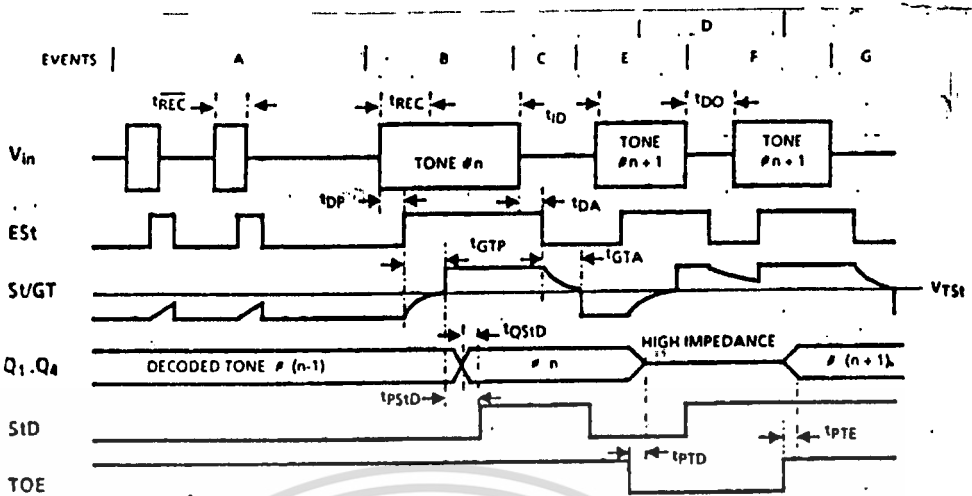 D
EVENTS A B C E F G
tREC tREC tID tDO
Vin TONE #n TONE #n+1 TONE #n+1
tDP tDA
ESt
tGTP tGTA
St/GT VTSt
tQStD HIGH IMPEDANCE
Q1.Q4 DECODED TONE # (n-1) # n # (n+1)
tPStD
StD
tPTE
tPTD
TOE